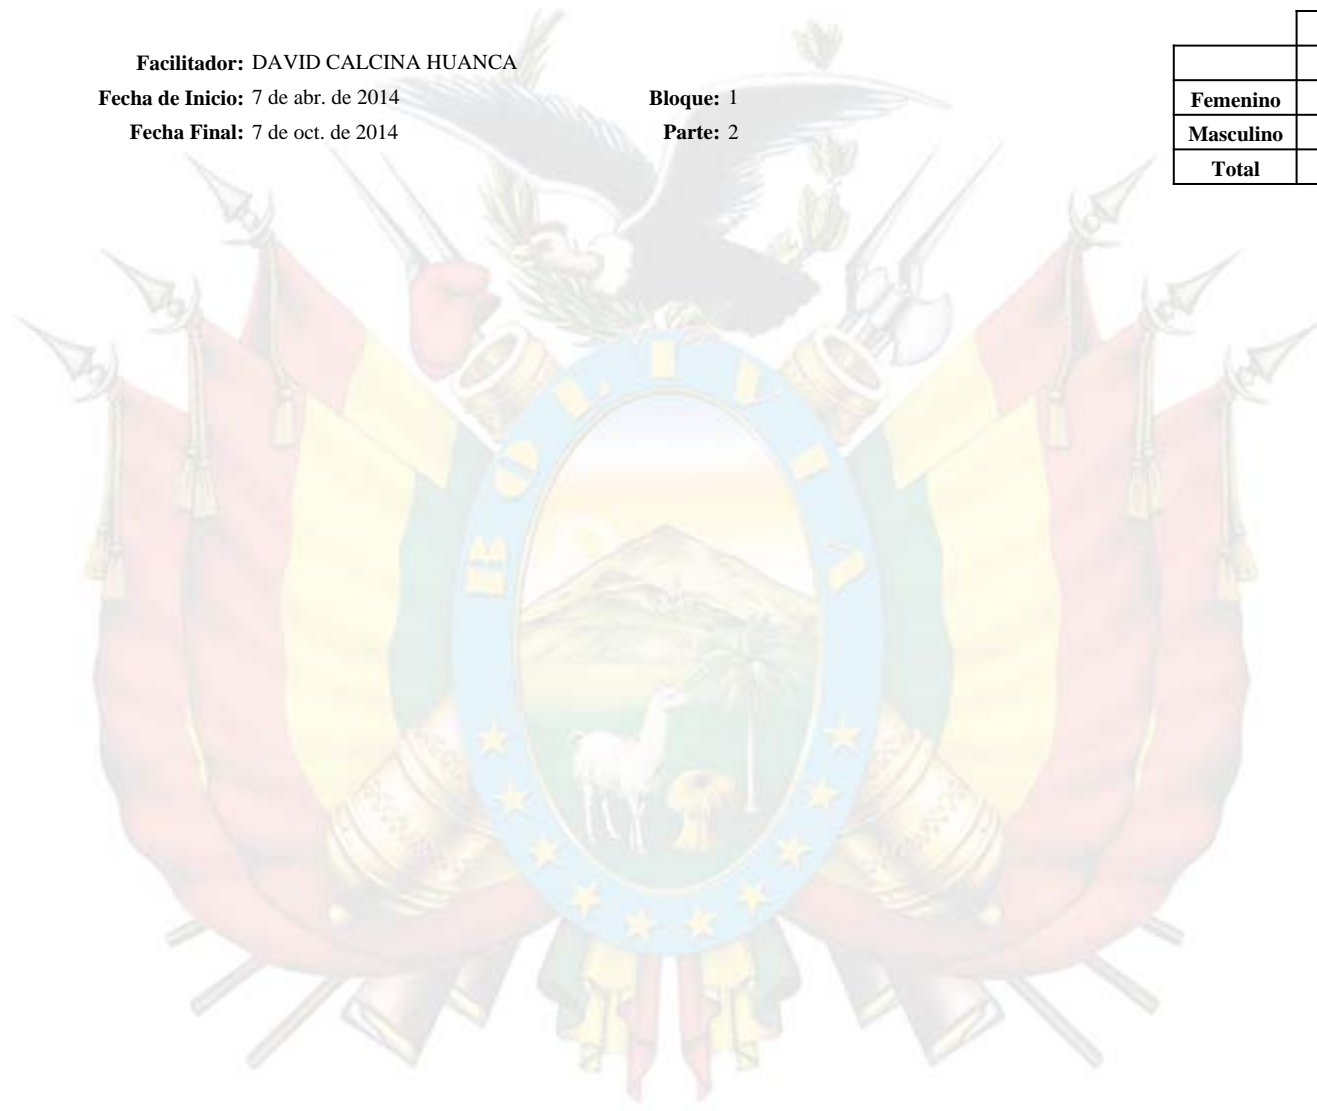 Facilitador: DAVID CALCINA HUANCA
Fecha de Inicio: 7 de abr. de 2014 Bloque: 1
Fecha Final: 7 de oct. de 2014 Parte: 2
Femenino
Masculino
Total
BOLIVIA